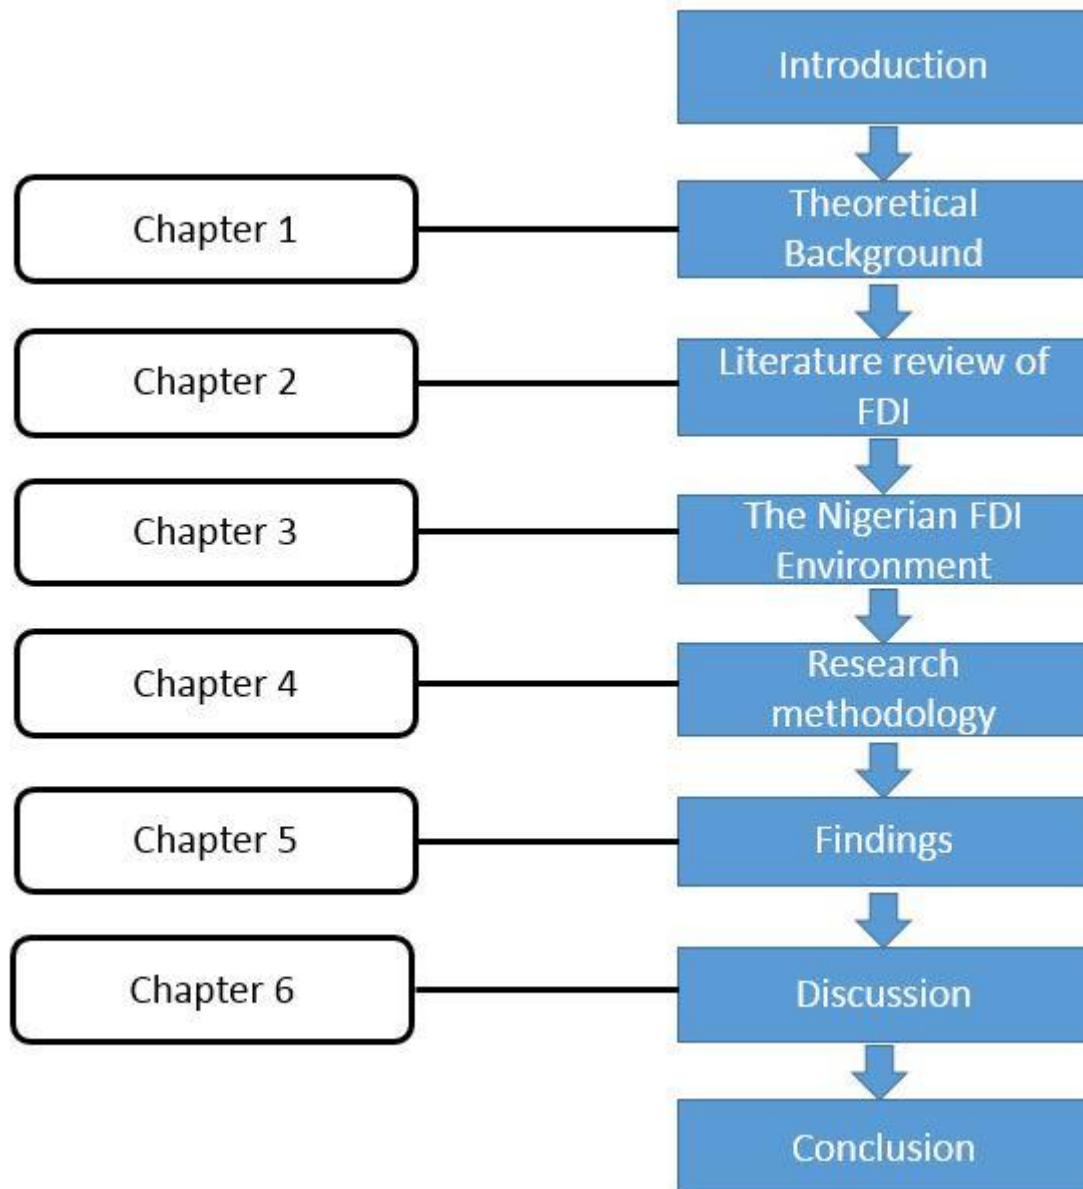 Introduction
Chapter 1
Theoretical
Background
Chapter 2
Literature review of
FDI
Chapter 3
The Nigerian FDI
Environment
Chapter 4
Research
methodology
Chapter 5
Findings
Chapter 6
Discussion
Conclusion